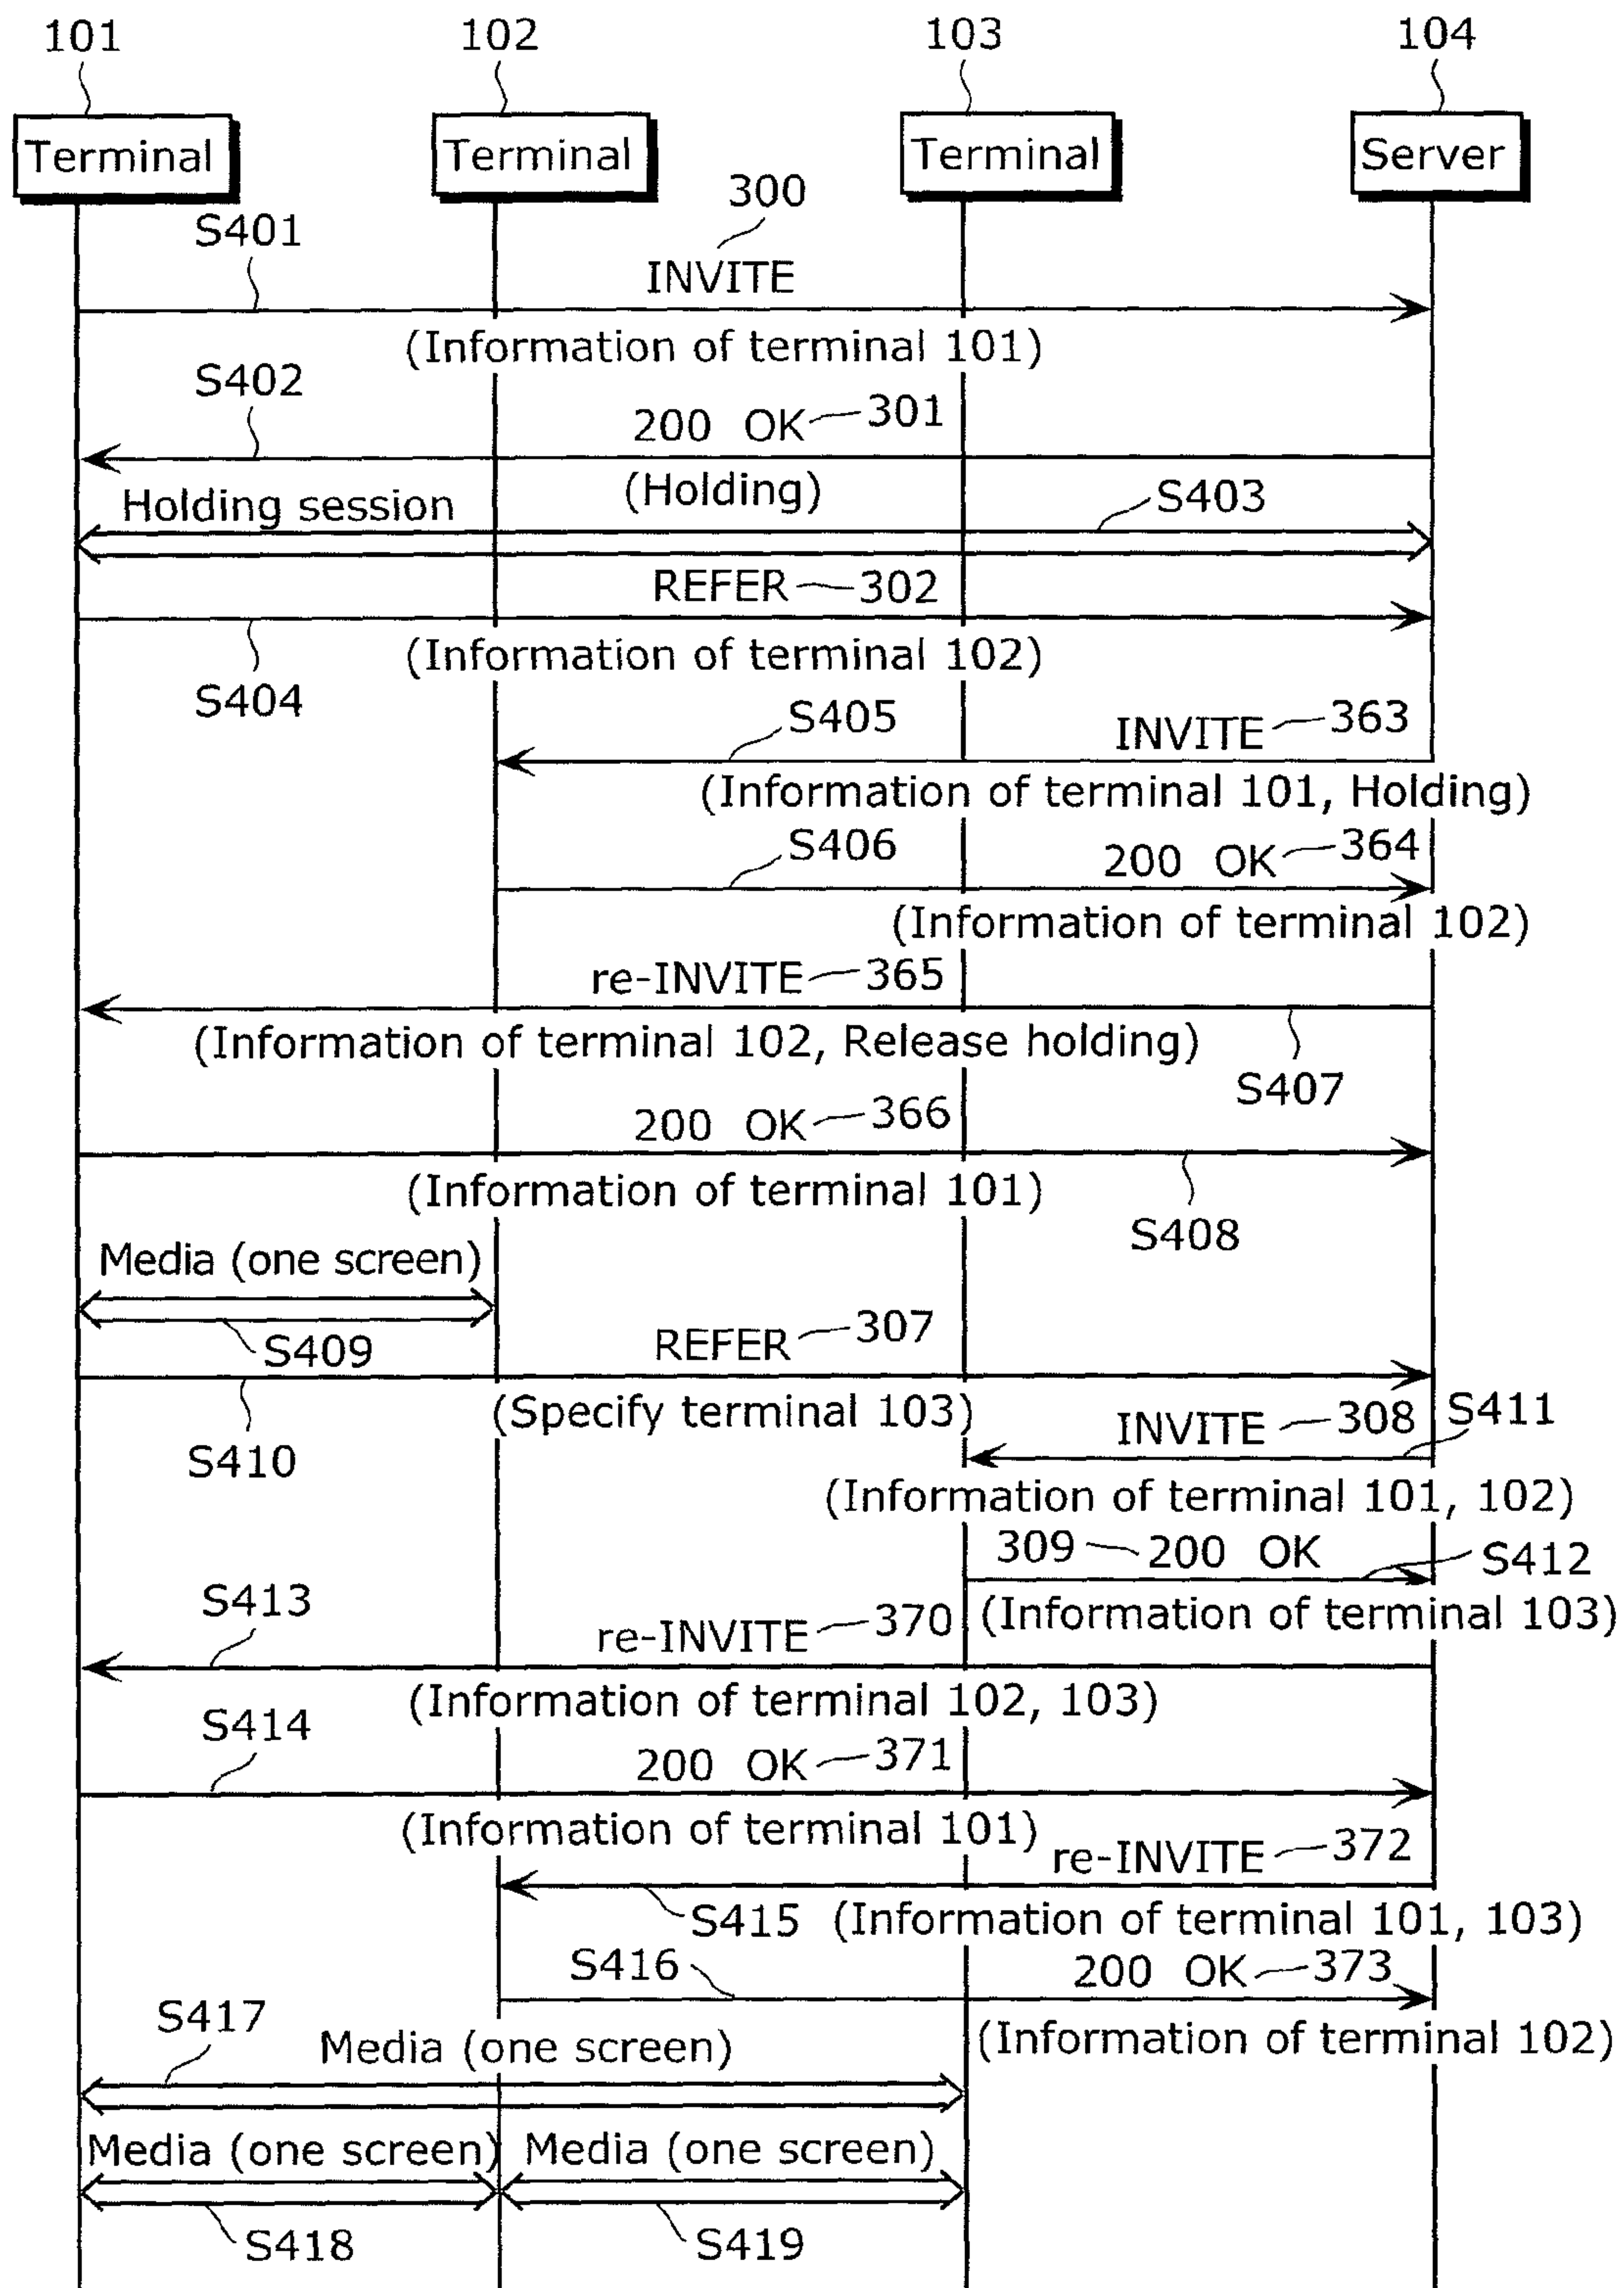 101 102 103 104
Terminal Terminal Terminal Server
300
S401
INVITE
(Information of terminal 101)
S402
200 OK 301
(Holding)
Holding session S403
REFER 302
(Information of terminal 102)
S404
S405 INVITE 363
(Information of terminal 101, Holding)
S406 200 OK 364
(Information of terminal 102)
re-INVITE 365
(Information of terminal 102, Release holding)
S407
200 OK 366
(Information of terminal 101)
S408
Media (one screen)
S409
REFER 307
(Specify terminal 103)
S410
INVITE 308 S411
(Information of terminal 101, 102)
309 200 OK S412
(Information of terminal 103)
S413
re-INVITE 370
(Information of terminal 102, 103)
S414
200 OK 371
(Information of terminal 101)
re-INVITE 372
S415 (Information of terminal 101, 103)
S416 200 OK 373
(Information of terminal 102)
S417
Media (one screen)
Media (one screen) Media (one screen)
S418 S419